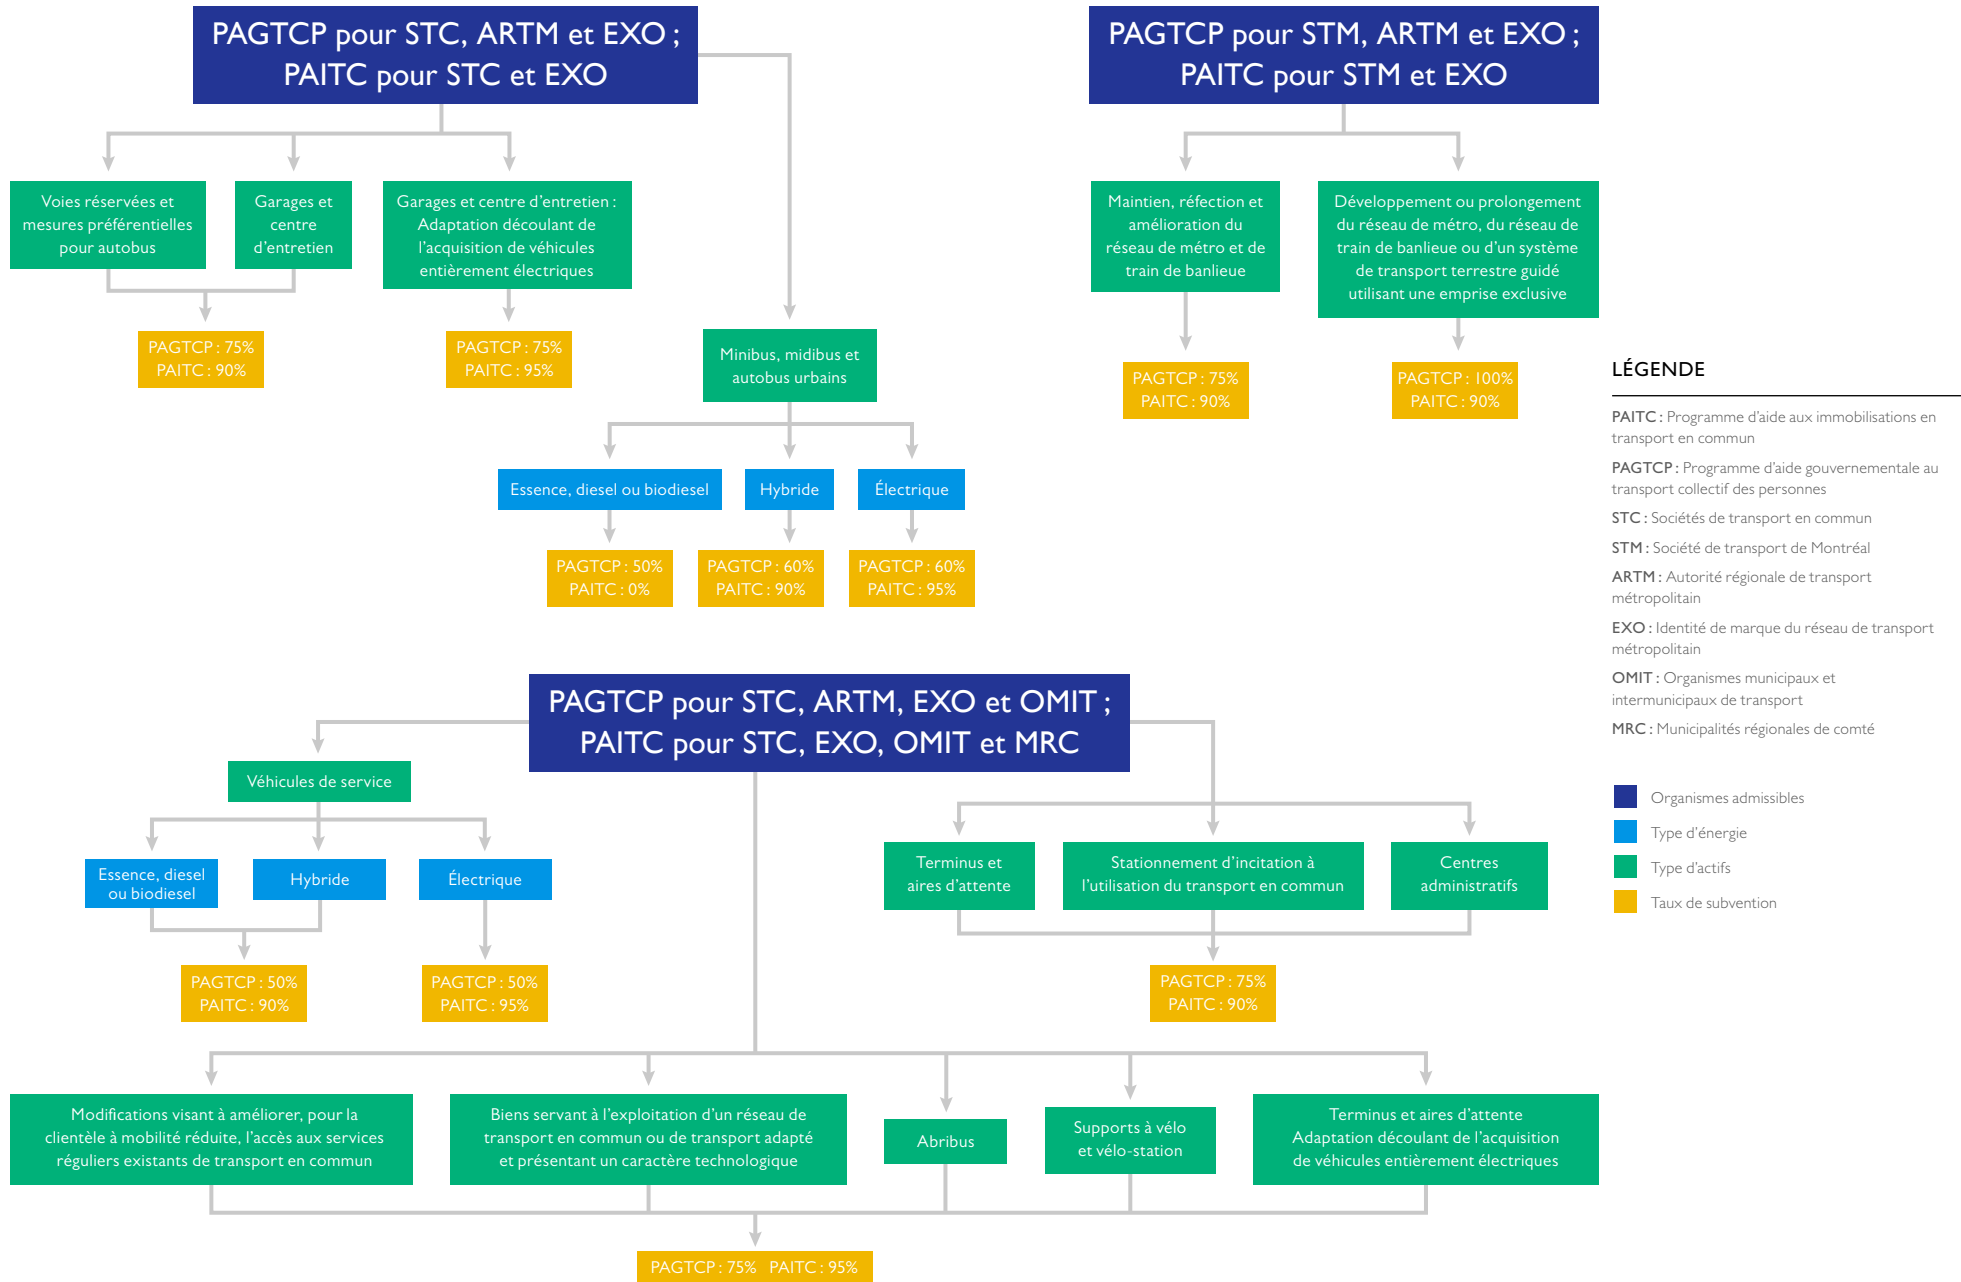 PAGTCP pour STC, ARTM et EXO ;
PAITC pour STC et EXO
Voies réservées et
mesures préférentielles
pour autobus
Garages et
centre
d'entretien
Garages et centre d'entretien :
Adaptation découlant de
l'acquisition de véhicules
entièrement électriques
PAGTCP : 75%
PAITC : 90%
PAGTCP : 75%
PAITC : 95%
Minibus, midibus et
autobus urbains
Essence, diesel ou biodiesel
Hybride
Électrique
PAGTCP : 50%
PAITC : 0%
PAGTCP : 60%
PAITC : 90%
PAGTCP : 60%
PAITC : 95%
PAGTCP pour STM, ARTM et EXO ;
PAITC pour STM et EXO
Maintien, réfection et
amélioration du
réseau de métro et de
train de banlieue
Développement ou prolongement
du réseau de métro, du réseau de
train de banlieue ou d'un système
de transport terrestre guidé
utilisant une emprise exclusive
PAGTCP : 75%
PAITC : 90%
PAGTCP : 100%
PAITC : 90%
LÉGENDE
PAITC : Programme d'aide aux immobilisations en
transport en commun
PAGTCP : Programme d'aide gouvernementale au
transport collectif des personnes
STC : Sociétés de transport en commun
STM : Société de transport de Montréal
ARTM : Autorité régionale de transport
métropolitain
EXO : Identité de marque du réseau de transport
métropolitain
OMIT : Organismes municipaux et
intermunicipaux de transport
MRC : Municipalités régionales de comté
Organismes admissibles
Type d'énergie
Type d'actifs
Taux de subvention
PAGTCP pour STC, ARTM, EXO et OMIT ;
PAITC pour STC, EXO, OMIT et MRC
Véhicules de service
Essence, diesel
ou biodiesel
Hybride
Électrique
PAGTCP : 50%
PAITC : 90%
PAGTCP : 50%
PAITC : 95%
Terminus et
aires d'attente
Stationnement d'incitation à
l'utilisation du transport en commun
Centres
administratifs
PAGTCP : 75%
PAITC : 90%
Modifications visant à améliorer, pour la
clientèle à mobilité réduite, l'accès aux services
réguliers existants de transport en commun
Biens servant à l'exploitation d'un réseau de
transport en commun ou de transport adapté
et présentant un caractère technologique
Abribus
Supports à vélo
et vélo-station
Terminus et aires d'attente
Adaptation découlant de l'acquisition
de véhicules entièrement électriques
PAGTCP : 75% PAITC : 95%